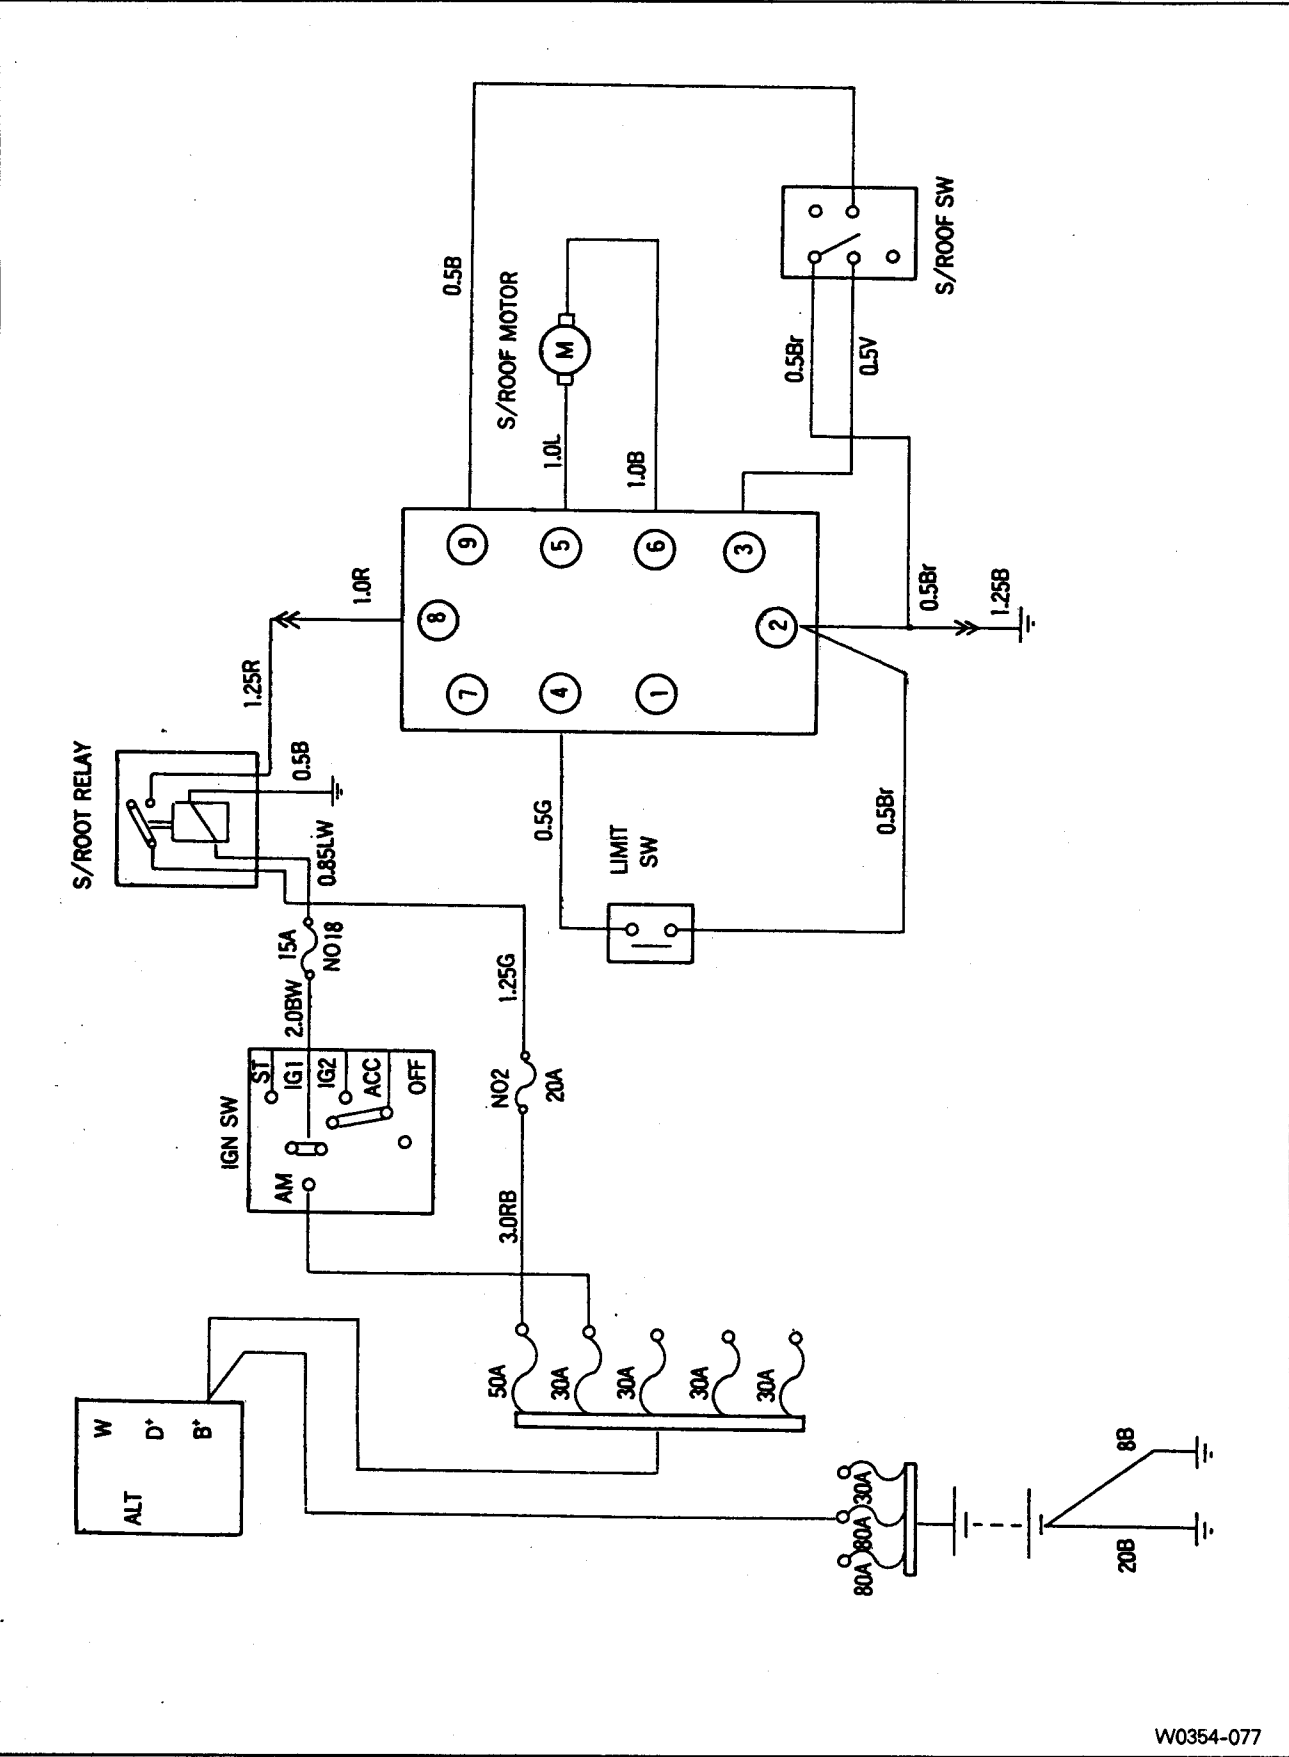 S/ROOT RELAY
1.25R
1.0R
0.5B
0.85LW
15A
NO18
2.0BW
IGN SW
ST
IG1
IG2
ACC
OFF
AM
NO2
20A
1.25G
3.0RB
ALT
W
D+
B+
50A
30A
30A
30A
30A
80A
80A
30A
20B
8B
7
4
1
8
2
9
5
6
3
0.5G
LIMIT
SW
0.5Br
0.5Br
1.25B
0.5B
S/ROOF MOTOR
M
1.0L
1.0B
0.5Br
0.5V
S/ROOF SW
W0354-077